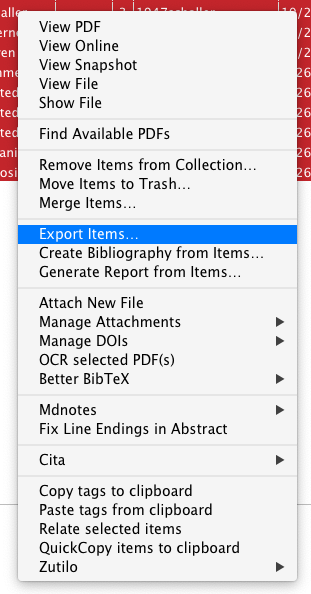 View PDF
View Online
View Snapshot
View File
Show File
Find Available PDFs
Remove Items from Collection...
Move Items to Trash...
Merge Items...
Export Items...
Create Bibliography from Items...
Generate Report from Items...
Attach New File
Manage Attachments
Manage DOIs
OCR selected PDF(s)
Better BibTeX
Mdnotes
Fix Line Endings in Abstract
Cita
Copy tags to clipboard
Paste tags from clipboard
Relate selected items
QuickCopy items to clipboard
Zutilo